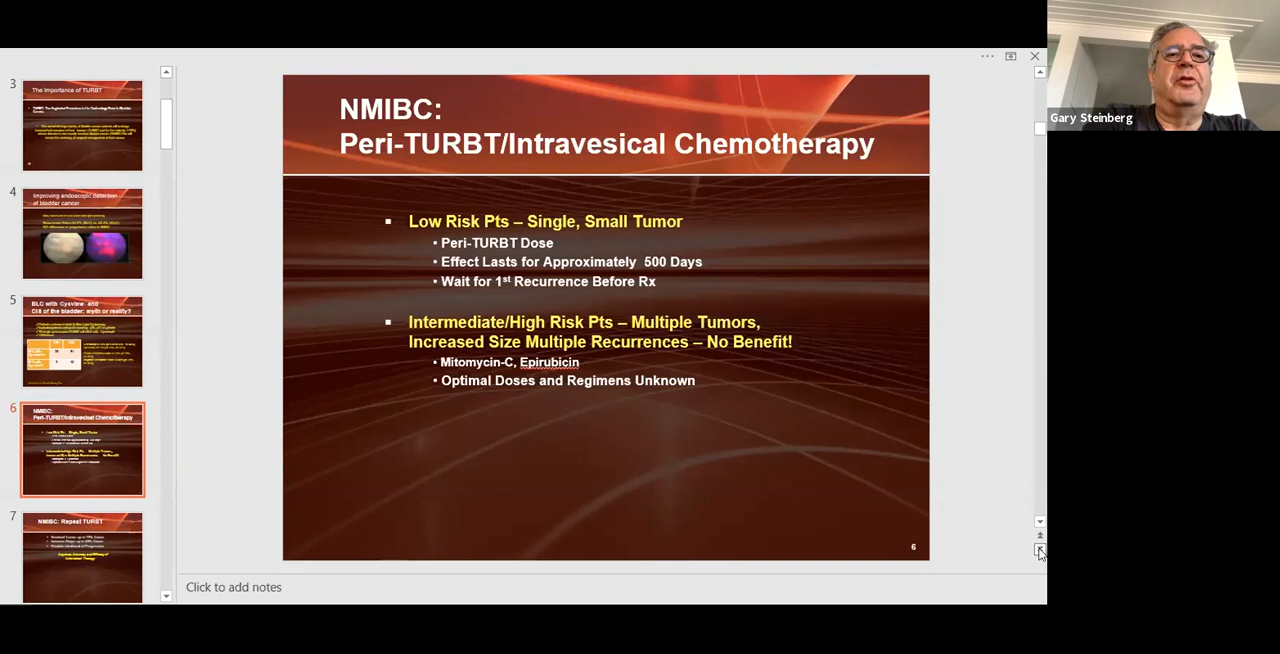 Gary Steinberg
3
The Importance of TURBT
4
Improving endoscopic detection
of bladder cancer
5
BLC with Cysview and
CIS of the bladder: myth or reality?
6
NMIBC:
Peri-TURBT/Intravesical Chemotherapy
7
NMIBC: Repeat TURBT
NMIBC:
Peri-TURBT/Intravesical Chemotherapy
▪ Low Risk Pts – Single, Small Tumor
• Peri-TURBT Dose
• Effect Lasts for Approximately 500 Days
• Wait for 1st Recurrence Before Rx
▪ Intermediate/High Risk Pts – Multiple Tumors,
Increased Size Multiple Recurrences – No Benefit!
• Mitomycin-C, Epirubicin
• Optimal Doses and Regimens Unknown
6
Click to add notes